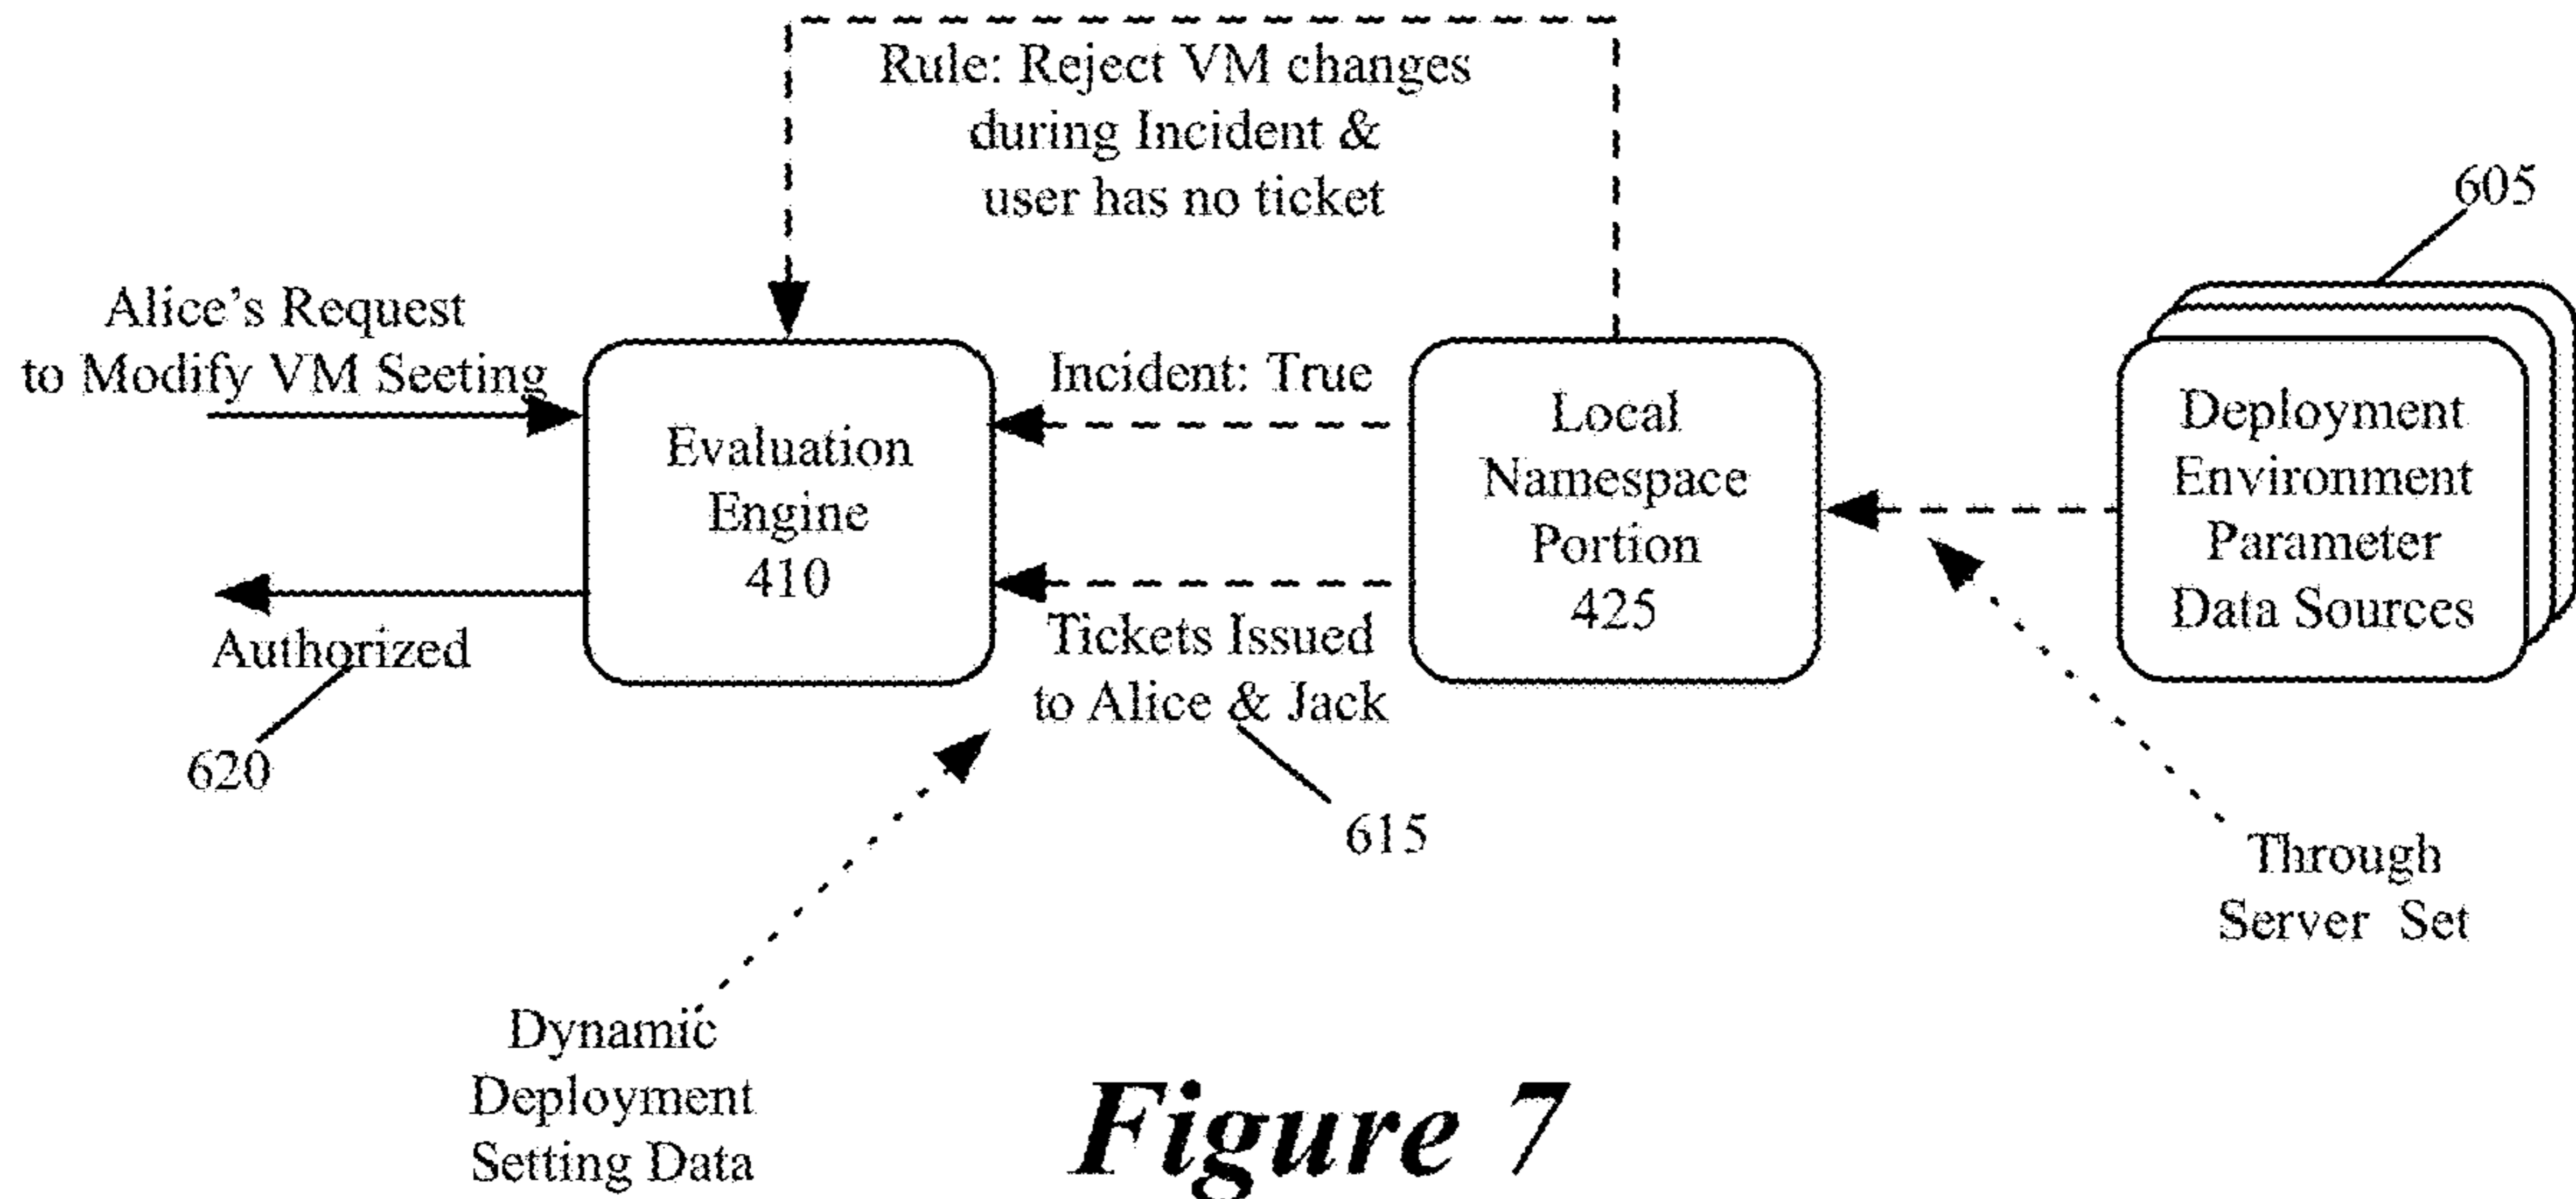 Rule: Reject VM changes
during Incident &
user has no ticket
605
Alice's Request
to Modify VM Seeting
Incident: True
Evaluation
Engine
410
Local
Namespace
Portion
425
Deployment
Environment
Parameter
Data Sources
Authorized
620
Tickets Issued
to Alice & Jack
615
Through
Server Set
Dynamic
Deployment
Setting Data
Figure 7